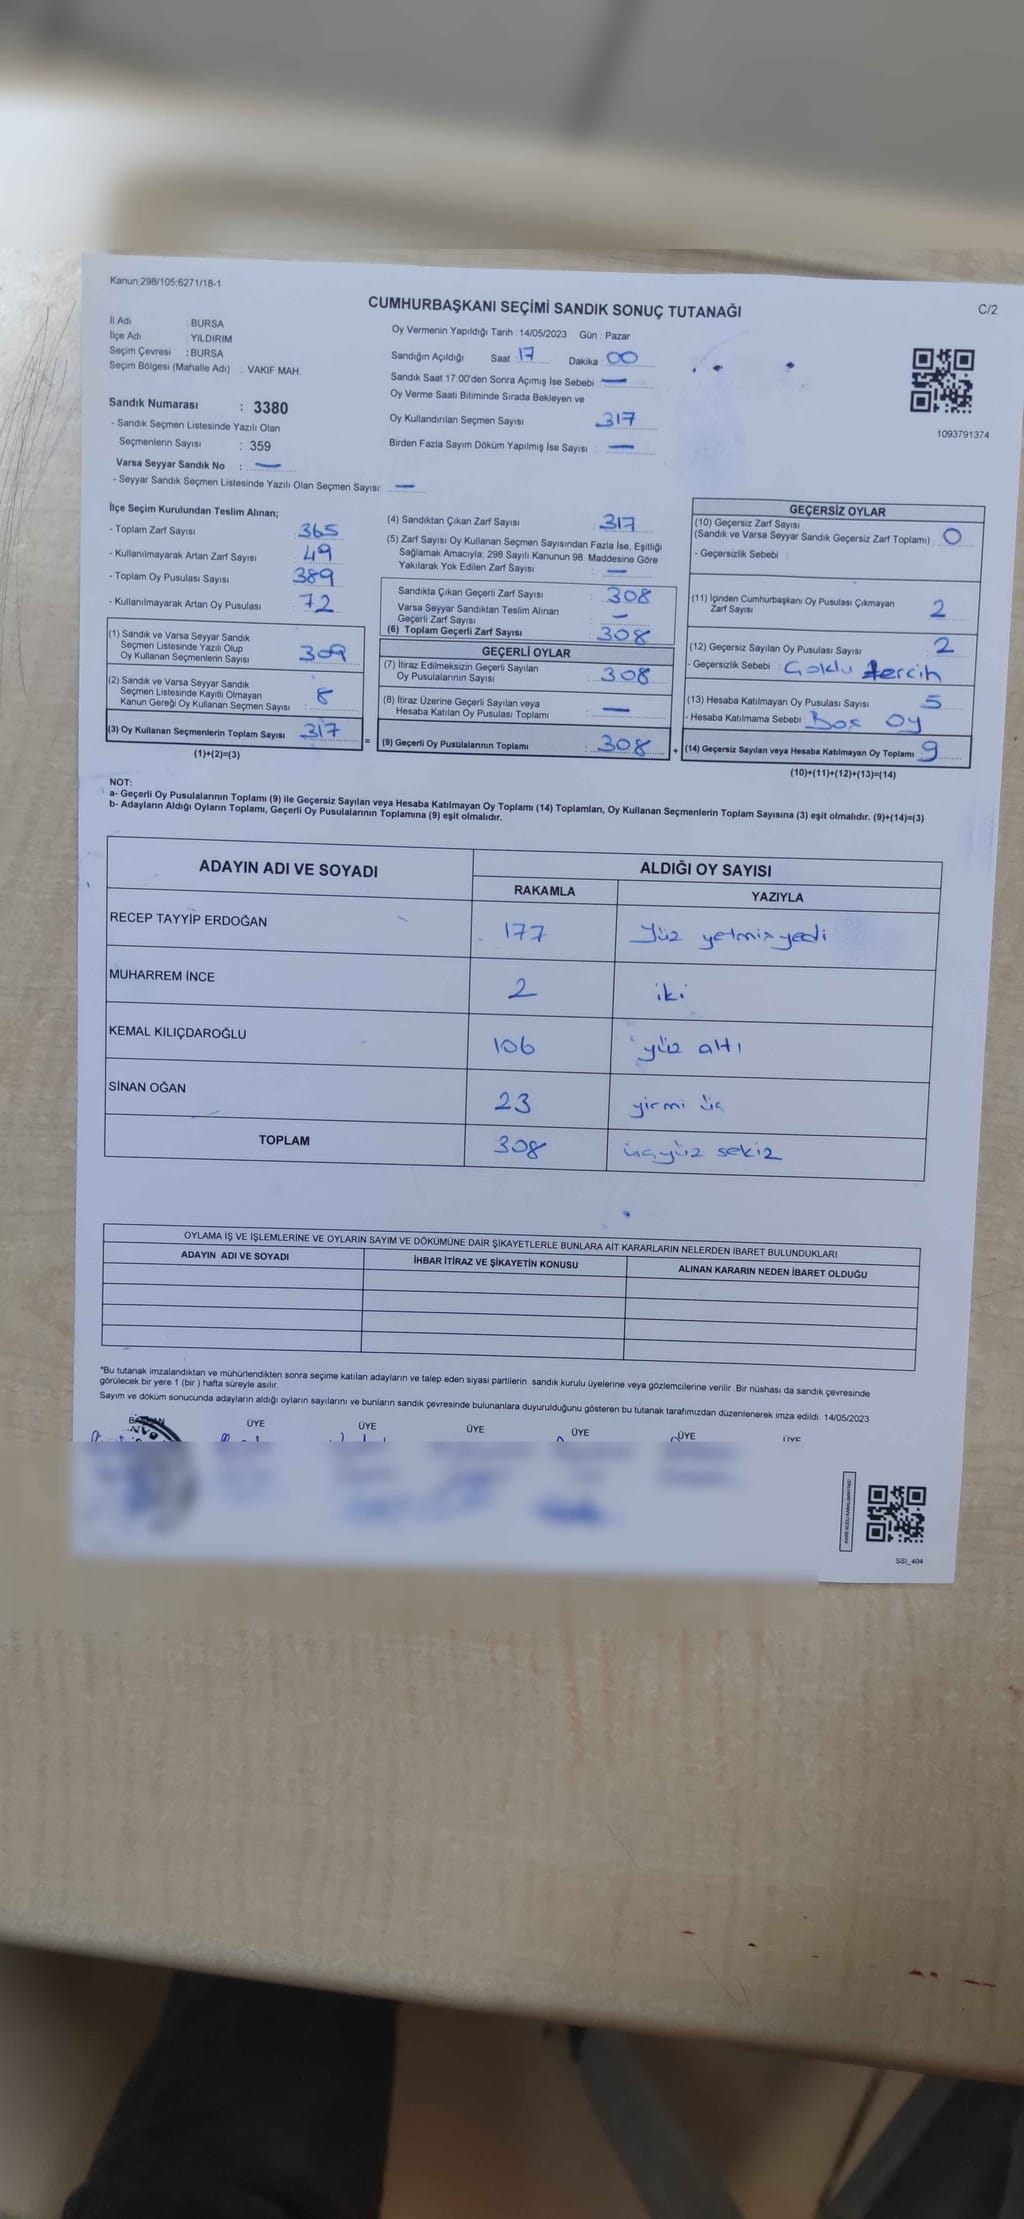 Kanun:298/105;6271/18-1
CUMHURBAŞKANI SEÇİMİ SANDIK SONUÇ TUTANAĞI
C/2
İl Adı : BURSA
İlçe Adı : YILDIRIM
Seçim Çevresi : BURSA
Seçim Bölgesi (Mahalle Adı) : VAKIF MAH.
Sandık Numarası : 3380
- Sandık Seçmen Listesinde Yazılı Olan
Seçmenlerin Sayısı : 359
Varsa Seyyar Sandık No : —
- Seyyar Sandık Seçmen Listesinde Yazılı Olan Seçmen Sayısı: —
Oy Vermenin Yapıldığı Tarih : 14/05/2023 Gün : Pazar
Sandığın Açıldığı Saat 17 Dakika : 00
Sandık Saat 17:00'den Sonra Açımış İse Sebebi : —
Oy Verme Saati Bitiminde Sırada Bekleyen ve
Oy Kullandırılan Seçmen Sayısı : 317
Birden Fazla Sayım Döküm Yapılmış İse Sayısı : —
1093791374
İlçe Seçim Kurulundan Teslim Alınan;
- Toplam Zarf Sayısı : 365
- Kullanılmayarak Artan Zarf Sayısı : 49
- Toplam Oy Pusulası Sayısı : 389
- Kullanılmayarak Artan Oy Pusulası : 72
(1) Sandık ve Varsa Seyyar Sandık
Seçmen Listesinde Yazılı Olup
Oy Kullanan Seçmenlerin Sayısı : 309
(2) Sandık ve Varsa Seyyar Sandık
Seçmen Listesinde Kayıtlı Olmayan
Kanun Gereği Oy Kullanan Seçmen Sayısı : 8
(3) Oy Kullanan Seçmenlerin Toplam Sayısı : 317
(1)+(2)=(3)
=
(4) Sandıktan Çıkan Zarf Sayısı : 317
(5) Zarf Sayısı Oy Kullanan Seçmen Sayısından Fazla İse, Eşitliği
Sağlamak Amacıyla, 298 Sayılı Kanunun 98. Maddesine Göre
Yakılarak Yok Edilen Zarf Sayısı : —
Sandıkta Çıkan Geçerli Zarf Sayısı : 308
Varsa Seyyar Sandıktan Teslim Alınan
Geçerli Zarf Sayısı : —
(6) Toplam Geçerli Zarf Sayısı : 308
GEÇERLİ OYLAR
(7) İtiraz Edilmeksizin Geçerli Sayılan
Oy Pusulalarının Sayısı : 308
(8) İtiraz Üzerine Geçerli Sayılan veya
Hesaba Katılan Oy Pusulası Toplamı : —
(9) Geçerli Oy Pusulalarının Toplamı : 308
+
GEÇERSİZ OYLAR
(10) Geçersiz Zarf Sayısı
(Sandık ve Varsa Seyyar Sandık Geçersiz Zarf Toplamı) : 0
- Geçersizlik Sebebi :
(11) İçinden Cumhurbaşkanı Oy Pusulası Çıkmayan
Zarf Sayısı : 2
(12) Geçersiz Sayılan Oy Pusulası Sayısı : 2
- Geçersizlik Sebebi : Çoklu tercih
(13) Hesaba Katılmayan Oy Pusulası Sayısı : 5
- Hesaba Katılmama Sebebi : Boş oy
(14) Geçersiz Sayılan veya Hesaba Katılmayan Oy Toplamı : 9
(10)+(11)+(12)+(13)=(14)
NOT:
a- Geçerli Oy Pusulalarının Toplamı (9) ile Geçersiz Sayılan veya Hesaba Katılmayan Oy Toplamı (14) Toplamları, Oy Kullanan Seçmenlerin Toplam Sayısına (3) eşit olmalıdır. (9)+(14)=(3)
b- Adayların Aldığı Oyların Toplamı, Geçerli Oy Pusulalarının Toplamına (9) eşit olmalıdır.
ADAYIN ADI VE SOYADI
ALDIĞI OY SAYISI
RAKAMLA YAZIYLA
RECEP TAYYİP ERDOĞAN 177 Yüz yetmiş yedi
MUHARREM İNCE 2 iki
KEMAL KILIÇDAROĞLU 106 yüz altı
SİNAN OĞAN 23 yirmi üç
TOPLAM 308 üçyüz sekiz
OYLAMA İŞ VE İŞLEMLERİNE VE OYLARIN SAYIM VE DÖKÜMÜNE DAİR ŞİKAYETLERLE BUNLARA AİT KARARLARIN NELERDEN İBARET BULUNDUKLARI
ADAYIN ADI VE SOYADI İHBAR İTİRAZ VE ŞİKAYETİN KONUSU ALINAN KARARIN NEDEN İBARET OLDUĞU
*Bu tutanak imzalandıktan ve mühürlendikten sonra seçime katılan adayların ve talep eden siyasi partilerin sandık kurulu üyelerine veya gözlemcilerine verilir .Bir nüshası da sandık çevresinde
görülecek bir yere 1 (bir ) hafta süreyle asılır.
Sayım ve döküm sonucunda adayların aldığı oyların sayılarını ve bunların sandık çevresinde bulunanlara duyurulduğunu gösteren bu tutanak tarafımızdan düzenlenerek imza edildi. 14/05/2023
BAŞKAN ÜYE ÜYE ÜYE ÜYE ÜYE ÜYE
SSİ_404